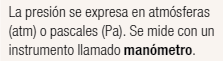 La presión se expresa en atmósferas
(atm) o pascales (Pa). Se mide con un
instrumento llamado manómetro.